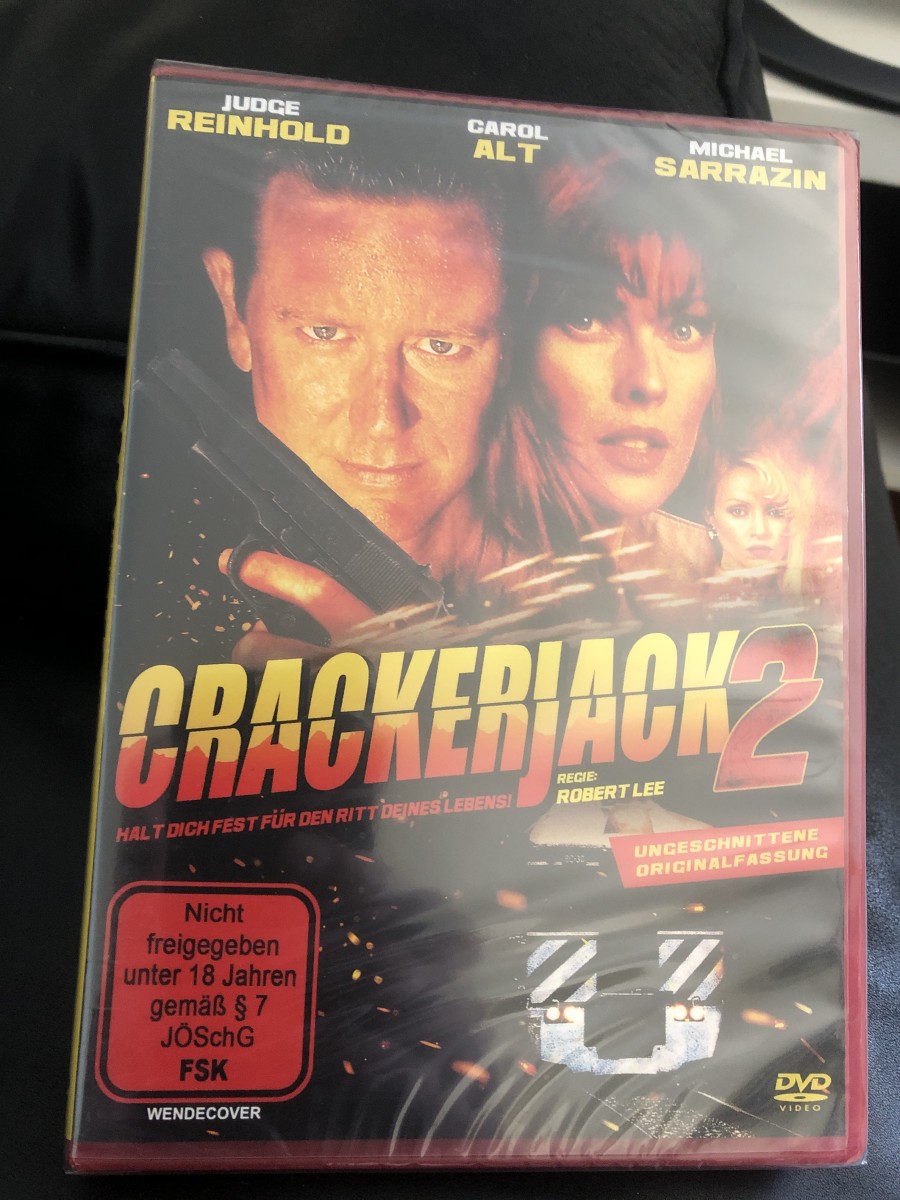 JUDGE
REINHOLD
CAROL
ALT
MICHAEL
SARRAZIN
CRACKERJACK 2
REGIE:
ROBERT LEE
HALT DICH FEST FÜR DEN RITT DEINES LEBENS!
UNGESCHNITTENE
ORIGINALFASSUNG
Nicht
freigegeben
unter 18 Jahren
gemäß § 7
JÖSchG
FSK
WENDECOVER
DVD
VIDEO